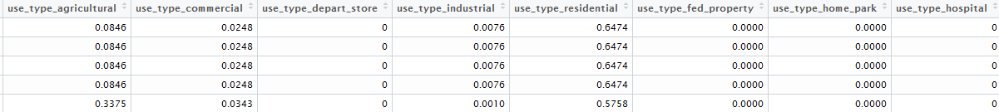 use_type_agricultural use_type_commercial use_type_depart_store use_type_industrial use_type_residential use_type_fed_property use_type_home_park use_type_hospital
0.0846 0.0248 0 0.0076 0.6474 0.0000 0.0000 0
0.0846 0.0248 0 0.0076 0.6474 0.0000 0.0000 0
0.0846 0.0248 0 0.0076 0.6474 0.0000 0.0000 0
0.0846 0.0248 0 0.0076 0.6474 0.0000 0.0000 0
0.3375 0.0343 0 0.0010 0.5758 0.0000 0.0000 0